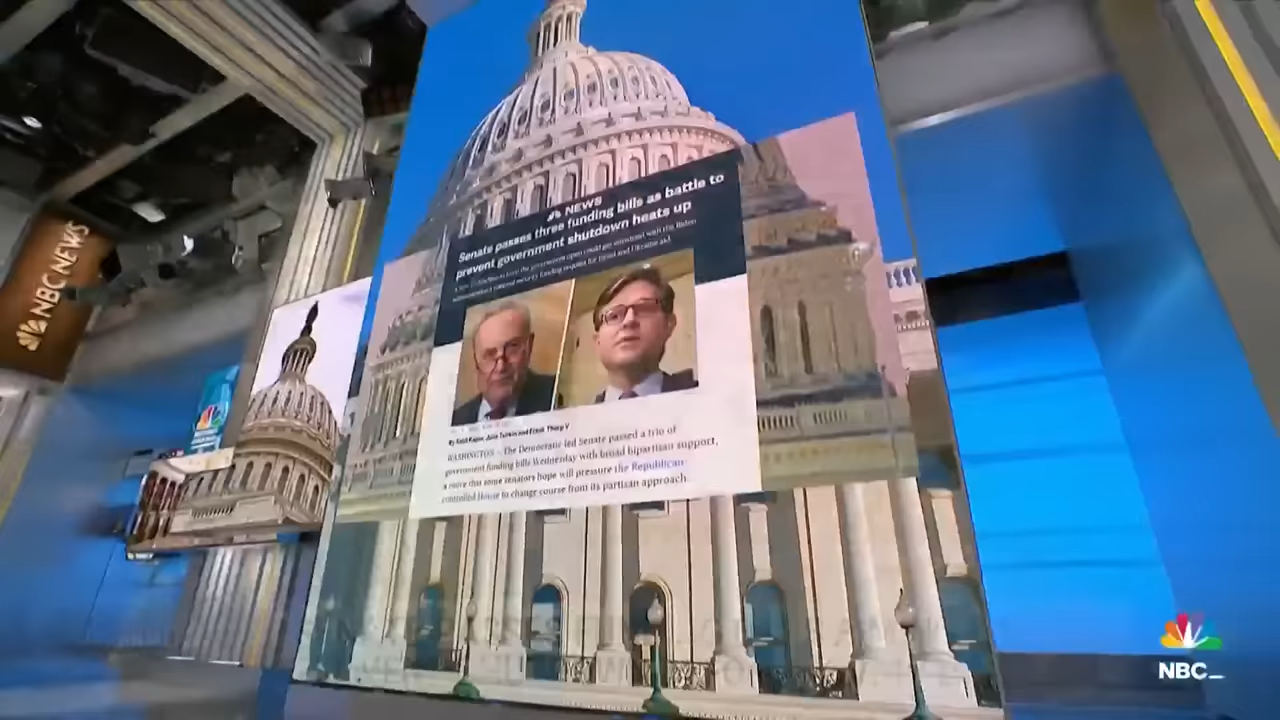 NBC NEWS
NEWS
Senate passes three funding bills as battle to
prevent government shutdown heats up
WASHINGTON — The Democratic-led Senate passed a trio of
government funding bills Wednesday with broad bipartisan support,
a move that some senators hope will pressure the Republican-
controlled House to change course from its partisan approach.
NBC_